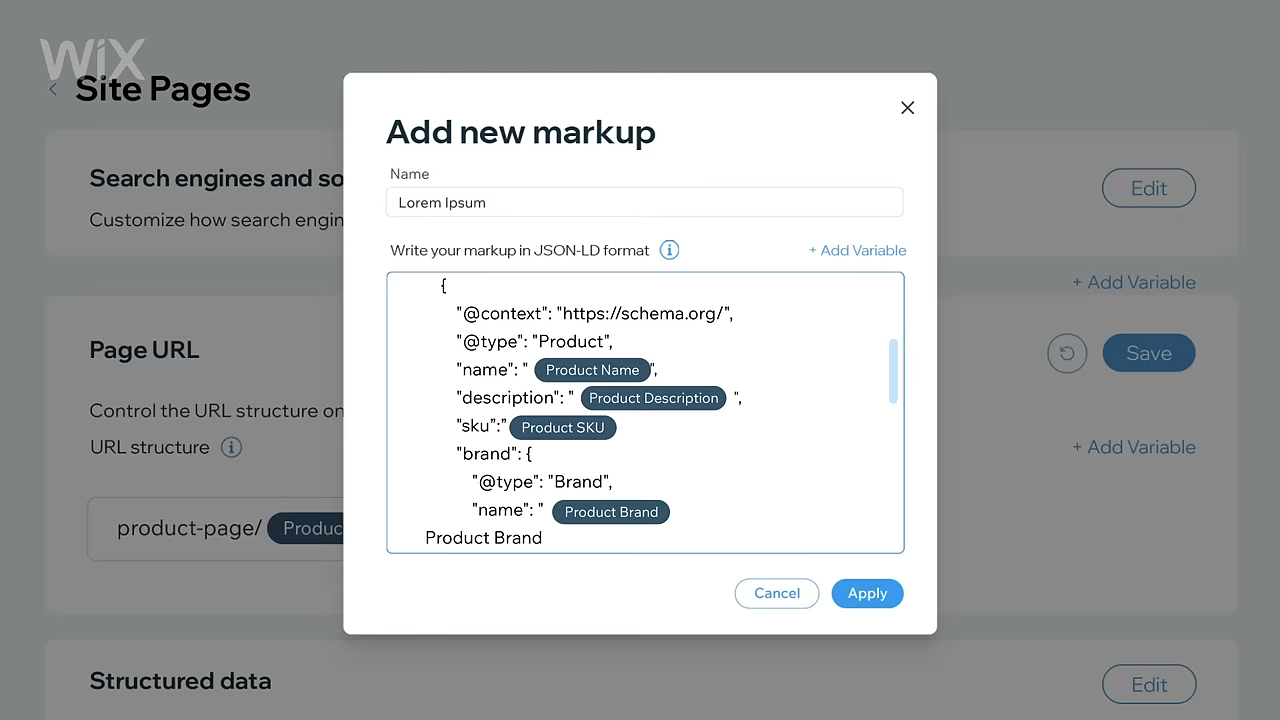 WiX
Site Pages
Search engines and so
Customize how search engin
Edit
+ Add Variable
Page URL
Save
Control the URL structure on
URL structure
+ Add Variable
product-page/ Produc
Structured data
Edit
Add new markup
Name
Lorem Ipsum
Write your markup in JSON-LD format
+ Add Variable
{
"@context": "https://schema.org/",
"@type": "Product",
"name": " Product Name ",
"description": " Product Description ",
"sku":" Product SKU
"brand": {
"@type": "Brand",
"name": " Product Brand
Product Brand
Cancel
Apply